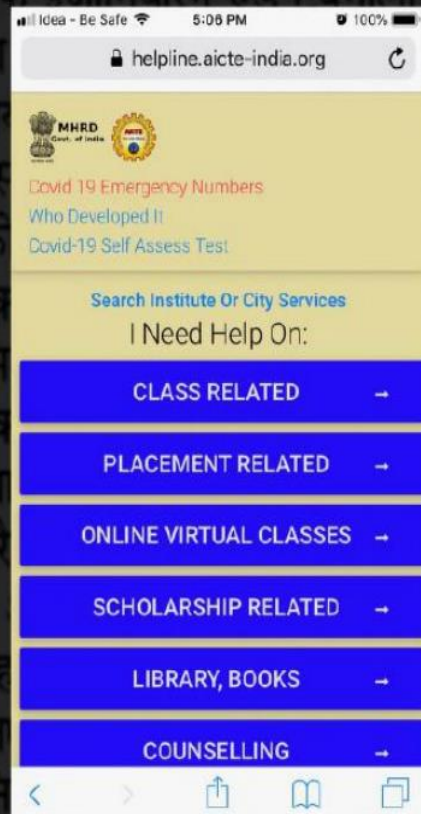 Idea - Be Safe 5:06 PM 100%
helpline.aicte-india.org
MHRD
Govt. of India
AICTE
Covid 19 Emergency Numbers
Who Developed It
Covid-19 Self Assess Test
Search Institute Or City Services
I Need Help On:
CLASS RELATED →
PLACEMENT RELATED →
ONLINE VIRTUAL CLASSES →
SCHOLARSHIP RELATED →
LIBRARY, BOOKS →
COUNSELLING →